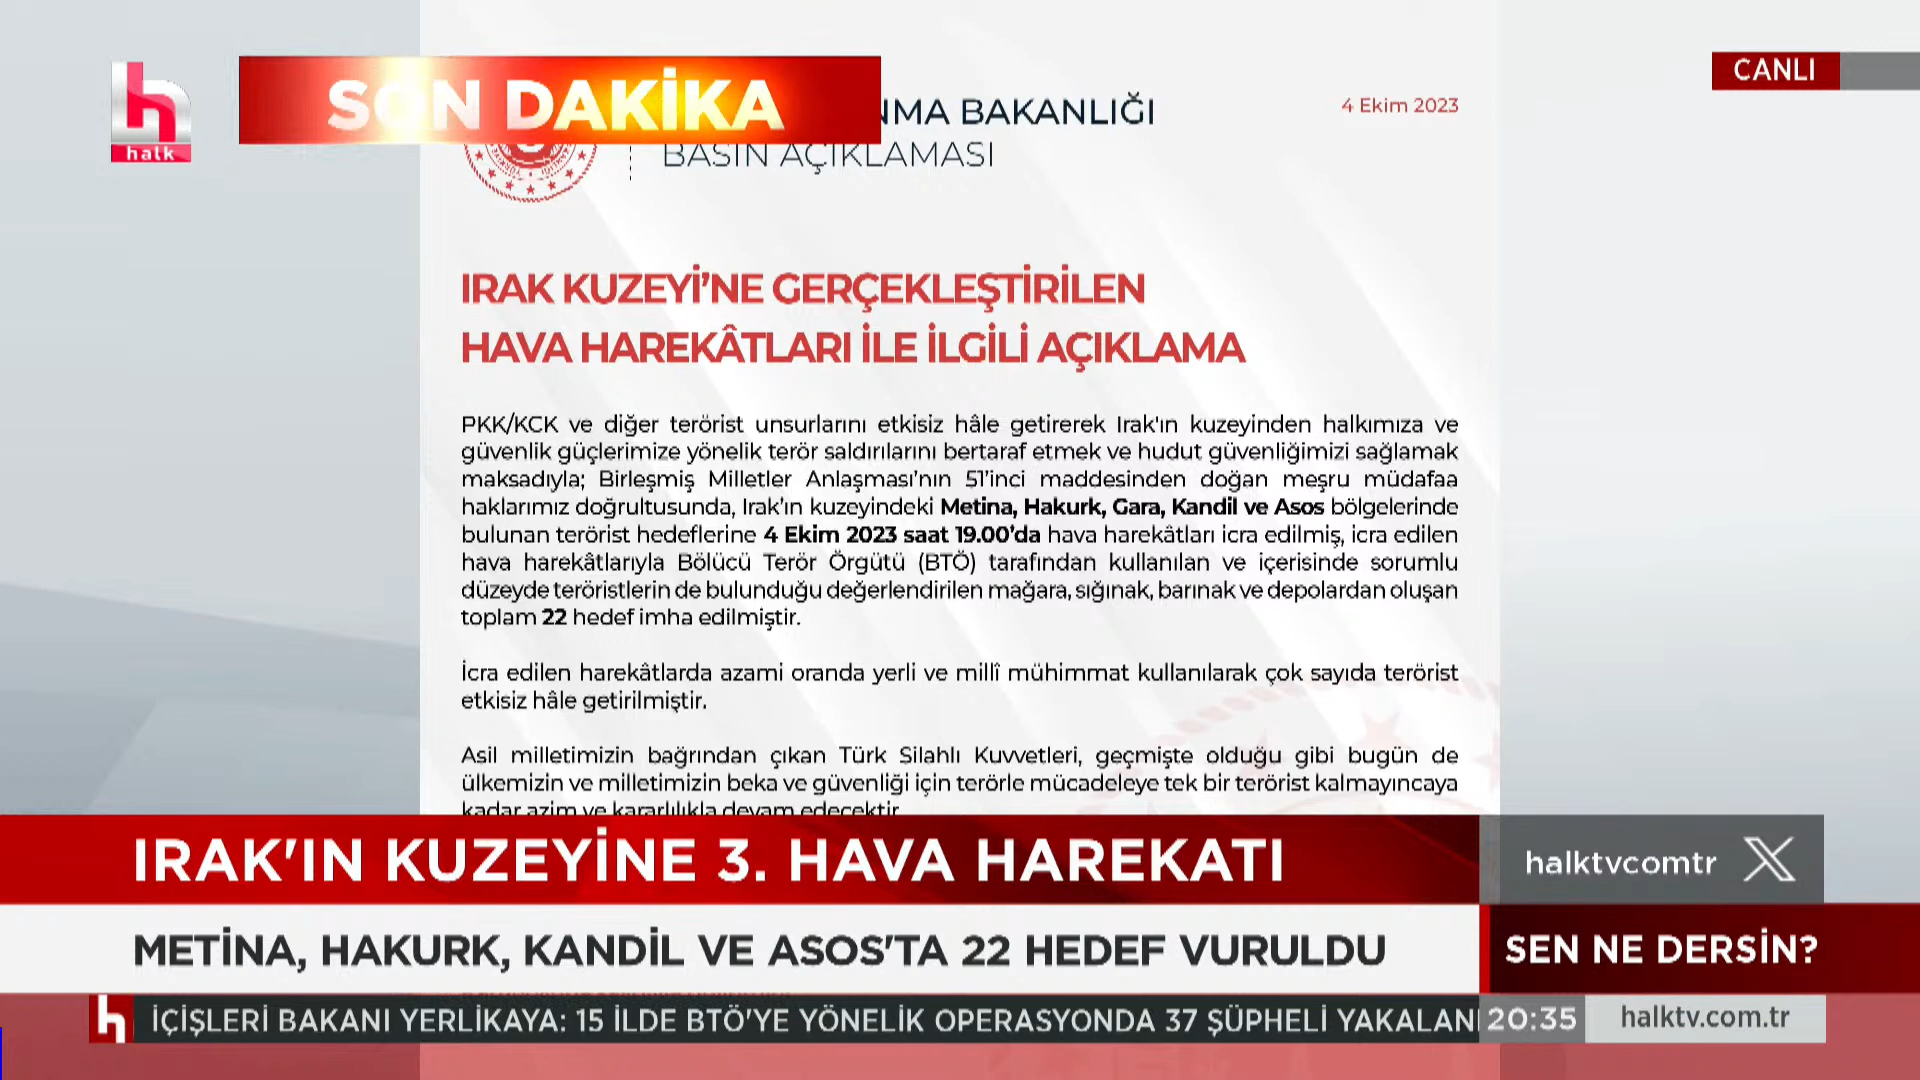 SON DAKİKA
CANLI
halk
NMA BAKANLIĞI
4 Ekim 2023
BASIN AÇIKLAMASI
IRAK KUZEYİ’NE GERÇEKLEŞTİRİLEN
HAVA HAREKÂTLARI İLE İLGİLİ AÇIKLAMA
PKK/KCK ve diğer terörist unsurlarını etkisiz hâle getirerek Irak'ın kuzeyinden halkımıza ve
güvenlik güçlerimize yönelik terör saldırılarını bertaraf etmek ve hudut güvenliğimizi sağlamak
maksadıyla; Birleşmiş Milletler Anlaşması’nın 51’inci maddesinden doğan meşru müdafaa
haklarımız doğrultusunda, Irak’ın kuzeyindeki Metina, Hakurk, Gara, Kandil ve Asos bölgelerinde
bulunan terörist hedeflerine 4 Ekim 2023 saat 19.00’da hava harekâtları icra edilmiş, icra edilen
hava harekâtlarıyla Bölücü Terör Örgütü (BTÖ) tarafından kullanılan ve içerisinde sorumlu
düzeyde teröristlerin de bulunduğu değerlendirilen mağara, sığınak, barınak ve depolardan oluşan
toplam 22 hedef imha edilmiştir.
İcra edilen harekâtlarda azami oranda yerli ve millî mühimmat kullanılarak çok sayıda terörist
etkisiz hâle getirilmiştir.
Asil milletimizin bağrından çıkan Türk Silahlı Kuvvetleri, geçmişte olduğu gibi bugün de
ülkemizin ve milletimizin beka ve güvenliği için terörle mücadeleye tek bir terörist kalmayıncaya
kadar azim ve kararlılıkla devam edecektir.
IRAK'IN KUZEYİNE 3. HAVA HAREKATI
halktvcomtr X
METİNA, HAKURK, KANDİL VE ASOS'TA 22 HEDEF VURULDU
SEN NE DERSİN?
İÇİŞLERİ BAKANI YERLİKAYA: 15 İLDE BTÖ'YE YÖNELİK OPERASYONDA 37 ŞÜPHELİ YAKALAN
20:35
halktv.com.tr